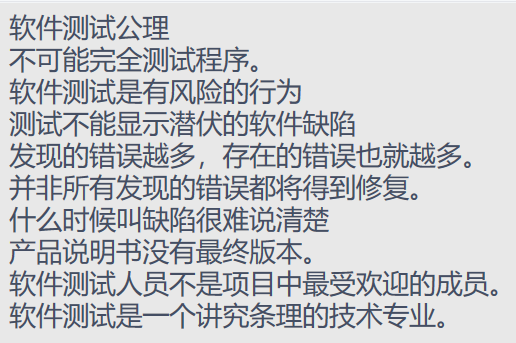 软件测试公理
不可能完全测试程序。
软件测试是有风险的行为
测试不能显示潜伏的软件缺陷
发现的错误越多，存在的错误也就越多。
并非所有发现的错误都将得到修复。
什么时候叫缺陷很难说清楚
产品说明书没有最终版本。
软件测试人员不是项目中最受欢迎的成员。
软件测试是一个讲究条理的技术专业。